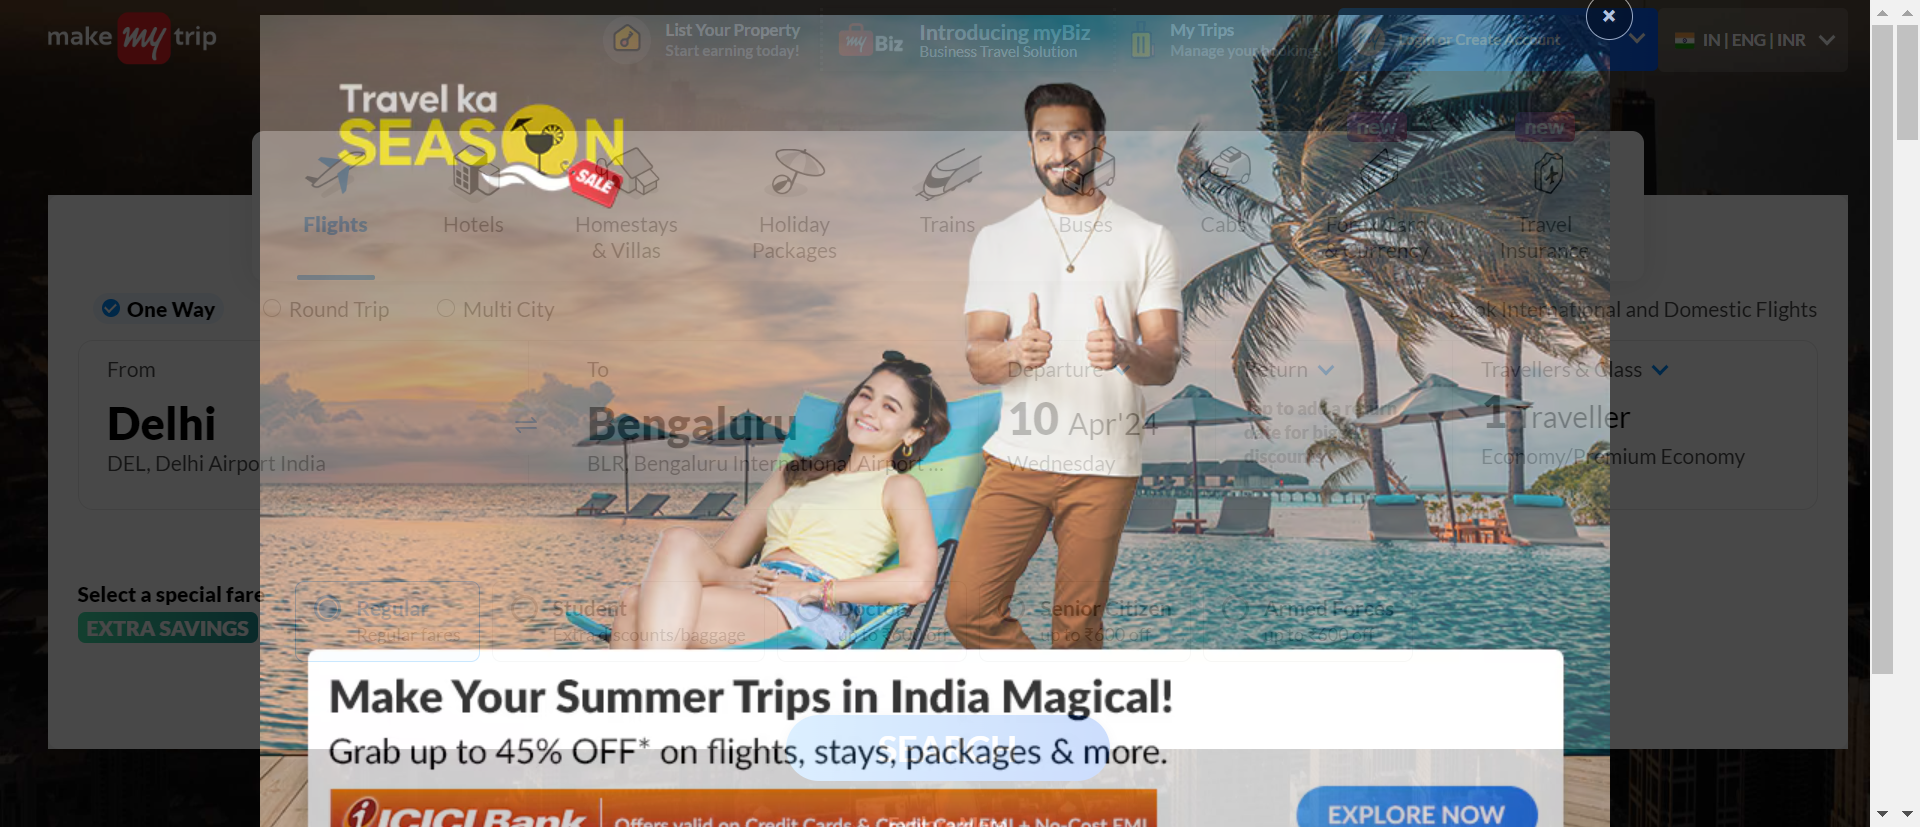 make my trip
List Your Property
Start earning today!
my Biz
Introducing myBiz
Business Travel Solution
My Trips
Manage your bookings
Login or Create Account
IN | ENG | INR
Travel ka
SEASON
SALE
new
new
Flights
Hotels
Homestays
& Villas
Holiday
Packages
Trains
Buses
Cabs
Forex Card
& Currency
Travel
Insurance
One Way
Round Trip
Multi City
Book International and Domestic Flights
From
Delhi
DEL, Delhi Airport India
To
Bengaluru
BLR, Bengaluru International Airport ...
Departure
10 Apr'24
Wednesday
Return
Tap to add a return
date for bigger
discounts
Travellers & Class
1 Traveller
Economy/Premium Economy
Select a special fare
EXTRA SAVINGS
Regular
Regular fares
Student
Extra discounts/baggage
Doctor
up to ₹600 off
Senior Citizen
up to ₹600 off
Armed Forces
up to ₹600 off
Make Your Summer Trips in India Magical!
SEARCH
Grab up to 45% OFF* on flights, stays, packages & more.
ICICI Bank
Offers valid on Credit Cards & Credit Card EMI + No-Cost EMI
EXPLORE NOW